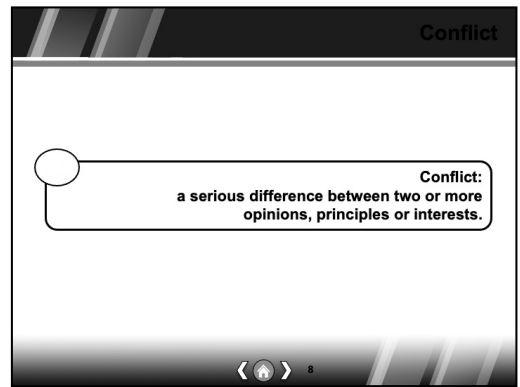 Conflict
Conflict:
a serious difference between two or more
opinions, principles or interests.
8